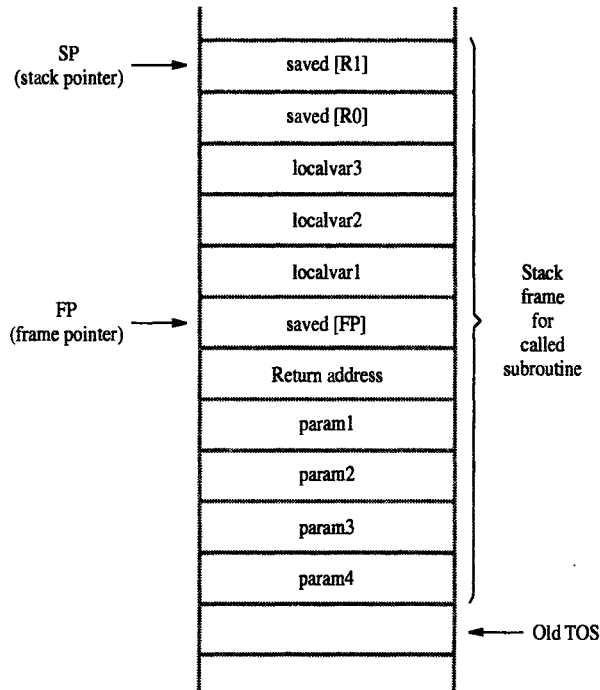 SP
(stack pointer)
saved [R1]
saved [R0]
localvar3
localvar2
localvar1
FP
(frame pointer)
saved [FP]
Return address
param1
param2
param3
param4
Stack
frame
for
called
subroutine
Old TOS